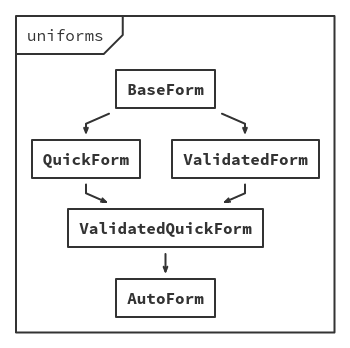 uniforms
BaseForm
QuickForm
ValidatedForm
ValidatedQuickForm
AutoForm